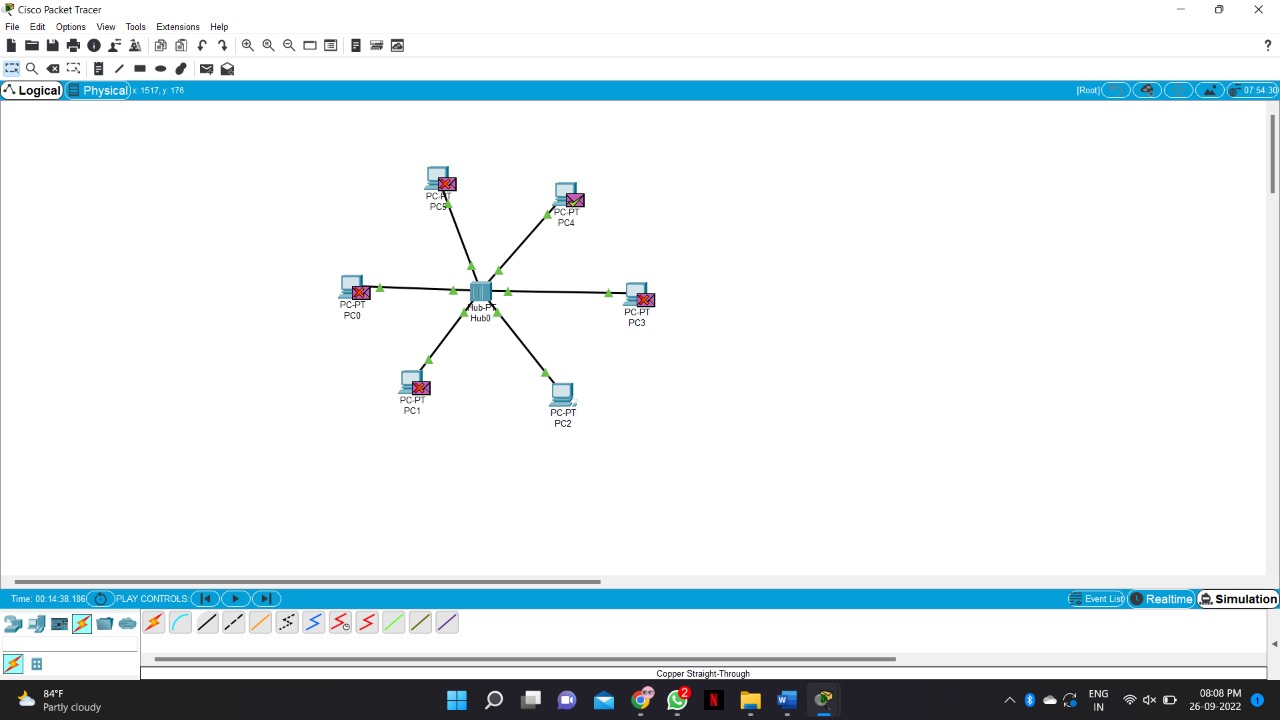 Cisco Packet Tracer
File Edit Options View Tools Extensions Help
?
Logical Physical x: 1517, y: 176 [Root] 07:54:30
PC-PT
PC5
PC-PT
PC4
PC-PT
PC0
Hub-PT
Hub0
PC-PT
PC3
PC-PT
PC1
PC-PT
PC2
Time: 00:14:38.186 PLAY CONTROLS: Event List Realtime Simulation
Copper Straight-Through
84°F
Partly cloudy
2
N
W
ENG
IN
08:08 PM
26-09-2022
1